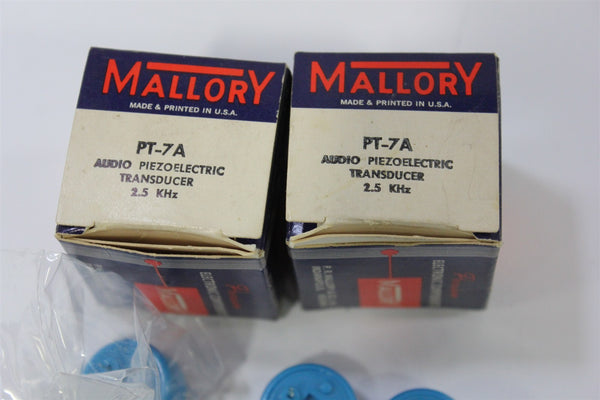 MALLORY
MADE & PRINTED IN U.S.A.
PT-7A
AUDIO PIEZOELECTRIC
TRANSDUCER
2.5 KHz
MALLORY
MADE & PRINTED IN U.S.A.
PT-7A
AUDIO PIEZOELECTRIC
TRANSDUCER
2.5 KHz
MALLORY